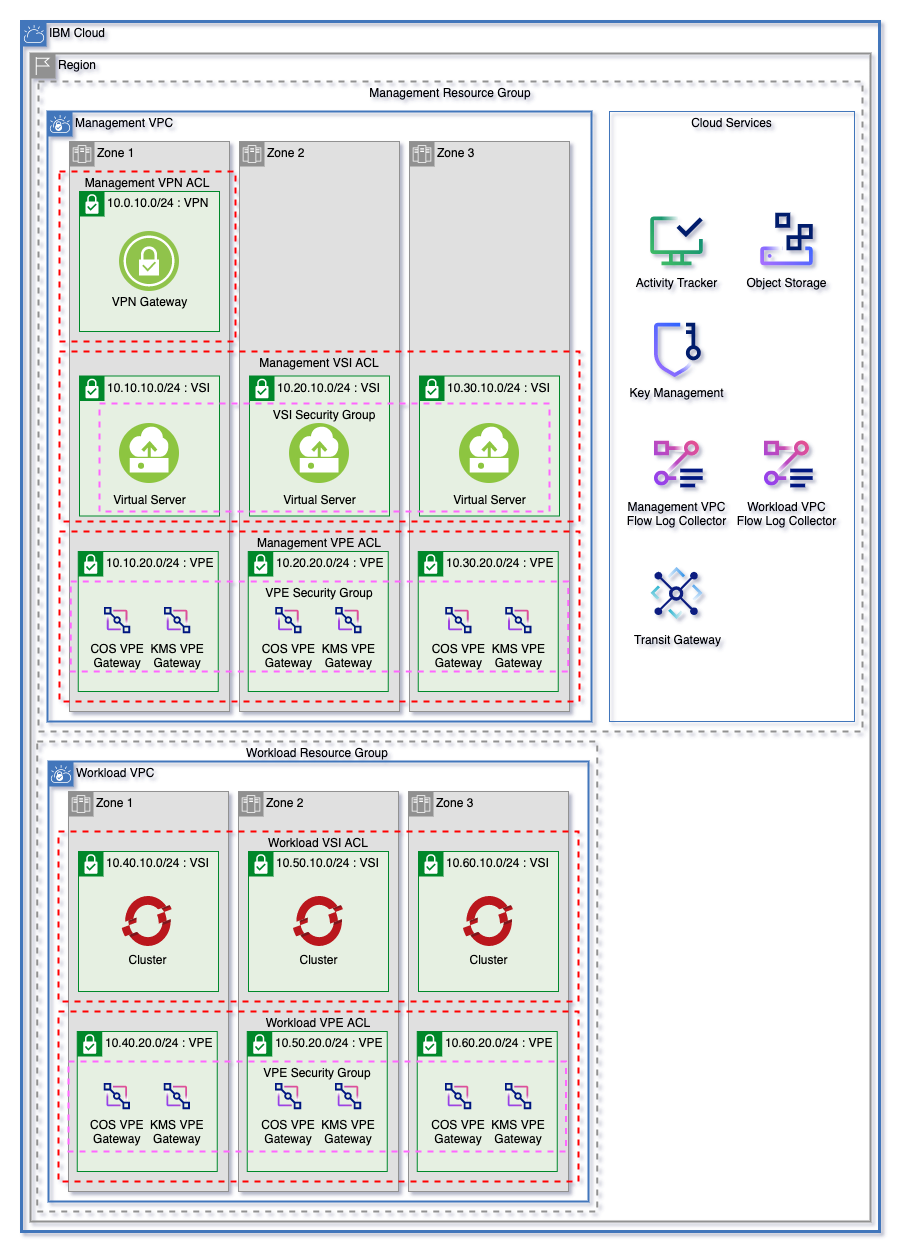 IBM Cloud
Region
Management Resource Group
Management VPC
Zone 1
Zone 2
Zone 3
Management VPN ACL
10.0.10.0/24 : VPN
VPN Gateway
Management VSI ACL
10.10.10.0/24 : VSI
10.20.10.0/24 : VSI
10.30.10.0/24 : VSI
VSI Security Group
Virtual Server
Virtual Server
Virtual Server
Management VPE ACL
10.10.20.0/24 : VPE
10.20.20.0/24 : VPE
10.30.20.0/24 : VPE
VPE Security Group
COS VPE
Gateway
KMS VPE
Gateway
COS VPE
Gateway
KMS VPE
Gateway
COS VPE
Gateway
KMS VPE
Gateway
Cloud Services
Activity Tracker
Object Storage
Key Management
Management VPC
Flow Log Collector
Workload VPC
Flow Log Collector
Transit Gateway
Workload Resource Group
Workload VPC
Zone 1
Zone 2
Zone 3
Workload VSI ACL
10.40.10.0/24 : VSI
10.50.10.0/24 : VSI
10.60.10.0/24 : VSI
Cluster
Cluster
Cluster
Workload VPE ACL
10.40.20.0/24 : VPE
10.50.20.0/24 : VPE
10.60.20.0/24 : VPE
VPE Security Group
COS VPE
Gateway
KMS VPE
Gateway
COS VPE
Gateway
KMS VPE
Gateway
COS VPE
Gateway
KMS VPE
Gateway